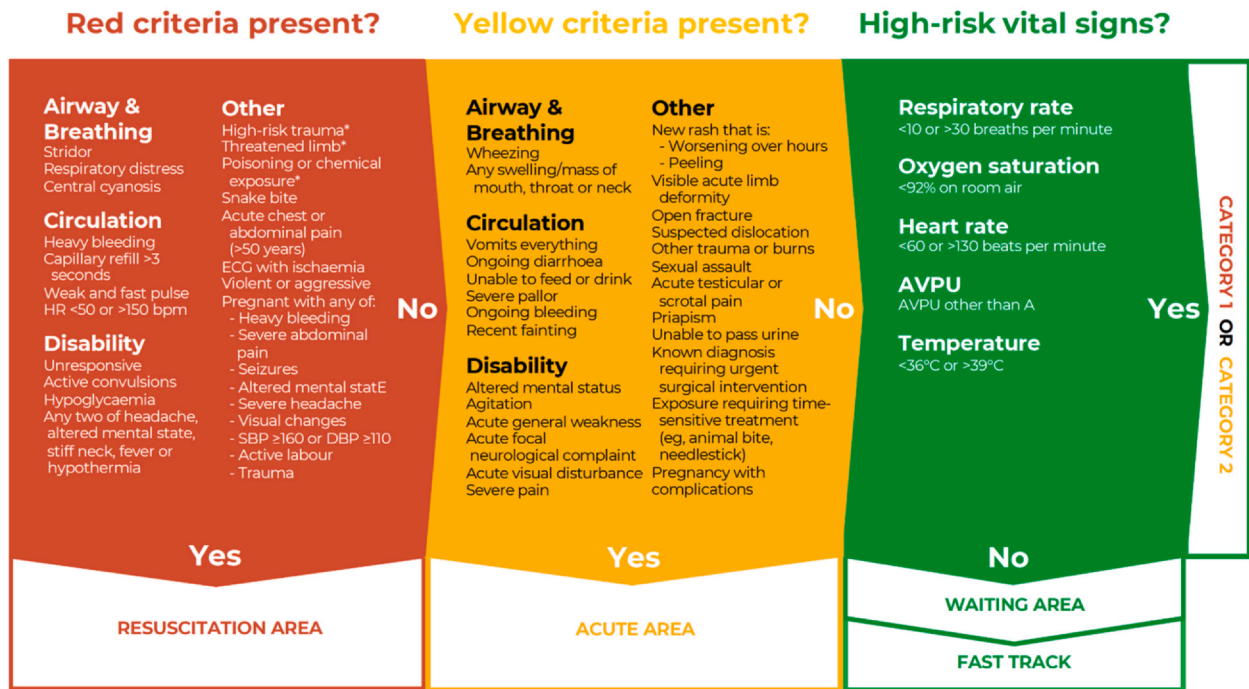 Red criteria present?
Airway &
Breathing
Stridor
Respiratory distress
Central cyanosis
Circulation
Heavy bleeding
Capillary refill >3
seconds
Weak and fast pulse
HR <50 or >150 bpm
Disability
Unresponsive
Active convulsions
Hypoglycaemia
Any two of headache,
altered mental state,
stiff neck, fever or
hypothermia
Other
High-risk trauma*
Threatened limb*
Poisoning or chemical
exposure*
Snake bite
Acute chest or
abdominal pain
(>50 years)
ECG with ischaemia
Violent or aggressive
Pregnant with any of:
- Heavy bleeding
- Severe abdominal
pain
- Seizures
- Altered mental statE
- Severe headache
- Visual changes
- SBP ≥160 or DBP ≥110
- Active labour
- Trauma
No
Yes
RESUSCITATION AREA
Yellow criteria present?
Airway &
Breathing
Wheezing
Any swelling/mass of
mouth, throat or neck
Circulation
Vomits everything
Ongoing diarrhoea
Unable to feed or drink
Severe pallor
Ongoing bleeding
Recent fainting
Disability
Altered mental status
Agitation
Acute general weakness
Acute focal
neurological complaint
Acute visual disturbance
Severe pain
Other
New rash that is:
- Worsening over hours
- Peeling
Visible acute limb
deformity
Open fracture
Suspected dislocation
Other trauma or burns
Sexual assault
Acute testicular or
scrotal pain
Priapism
Unable to pass urine
Known diagnosis
requiring urgent
surgical intervention
Exposure requiring time-
sensitive treatment
(eg, animal bite,
needlestick)
Pregnancy with
complications
No
Yes
ACUTE AREA
High-risk vital signs?
Respiratory rate
<10 or >30 breaths per minute
Oxygen saturation
<92% on room air
Heart rate
<60 or >130 beats per minute
AVPU
AVPU other than A
Temperature
<36°C or >39°C
Yes
No
WAITING AREA
FAST TRACK
CATEGORY 1 OR CATEGORY 2